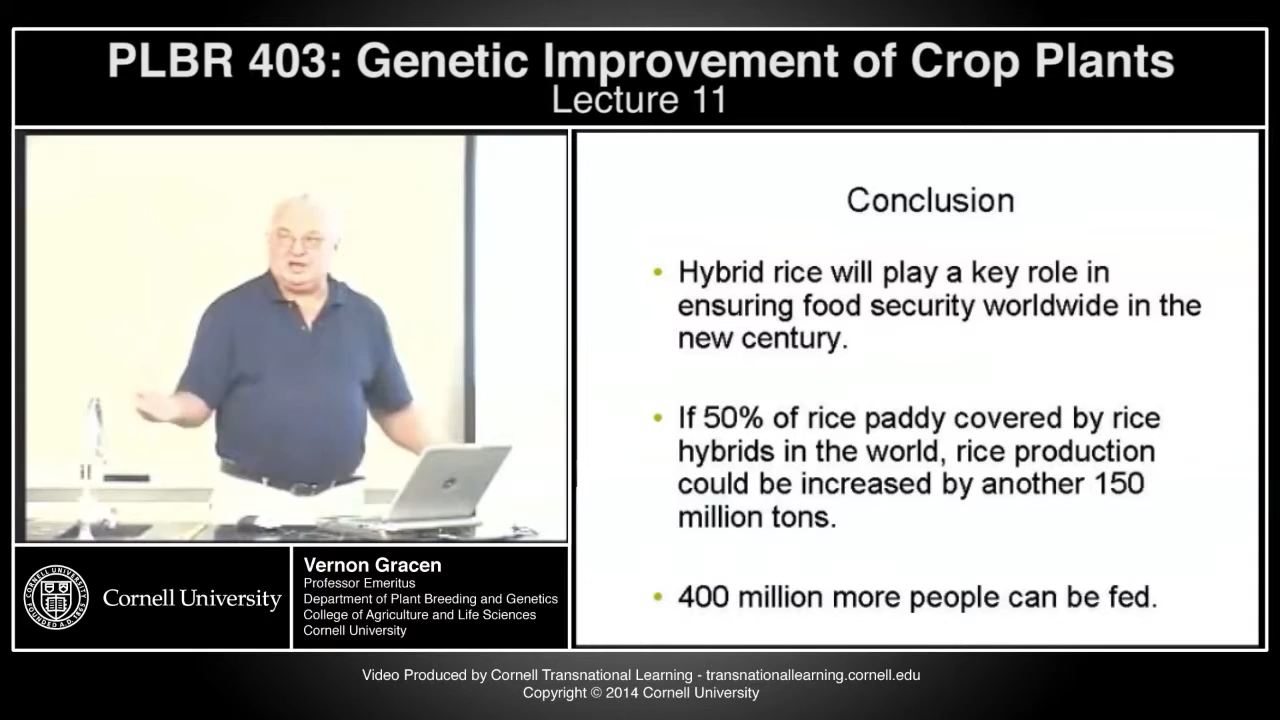 PLBR 403: Genetic Improvement of Crop Plants
Lecture 11
Conclusion
• Hybrid rice will play a key role in
ensuring food security worldwide in the
new century.
• If 50% of rice paddy covered by rice
hybrids in the world, rice production
could be increased by another 150
million tons.
• 400 million more people can be fed.
Cornell University
Vernon Gracen
Professor Emeritus
Department of Plant Breeding and Genetics
College of Agriculture and Life Sciences
Cornell University
Video Produced by Cornell Transnational Learning - transnationallearning.cornell.edu
Copyright © 2014 Cornell University